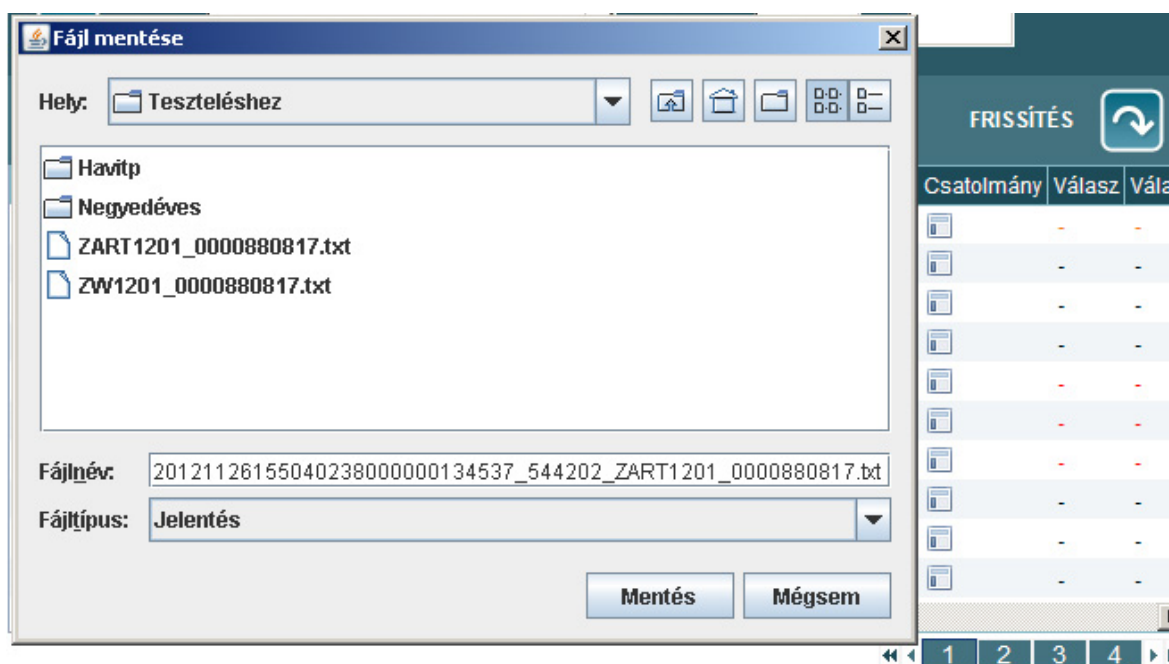 Fájl mentése
Hely: Teszteléshez
FRISSÍTÉS
Havitp
Negyedéves
ZART1201_0000880817.txt
ZW1201_0000880817.txt
Csatolmány Válasz Vála
- -
- -
- -
- -
- -
- -
- -
- -
- -
- -
Fájlnév: 20121126155040238000000134537_544202_ZART1201_0000880817.txt
Fájltípus: Jelentés
Mentés Mégsem
1 2 3 4